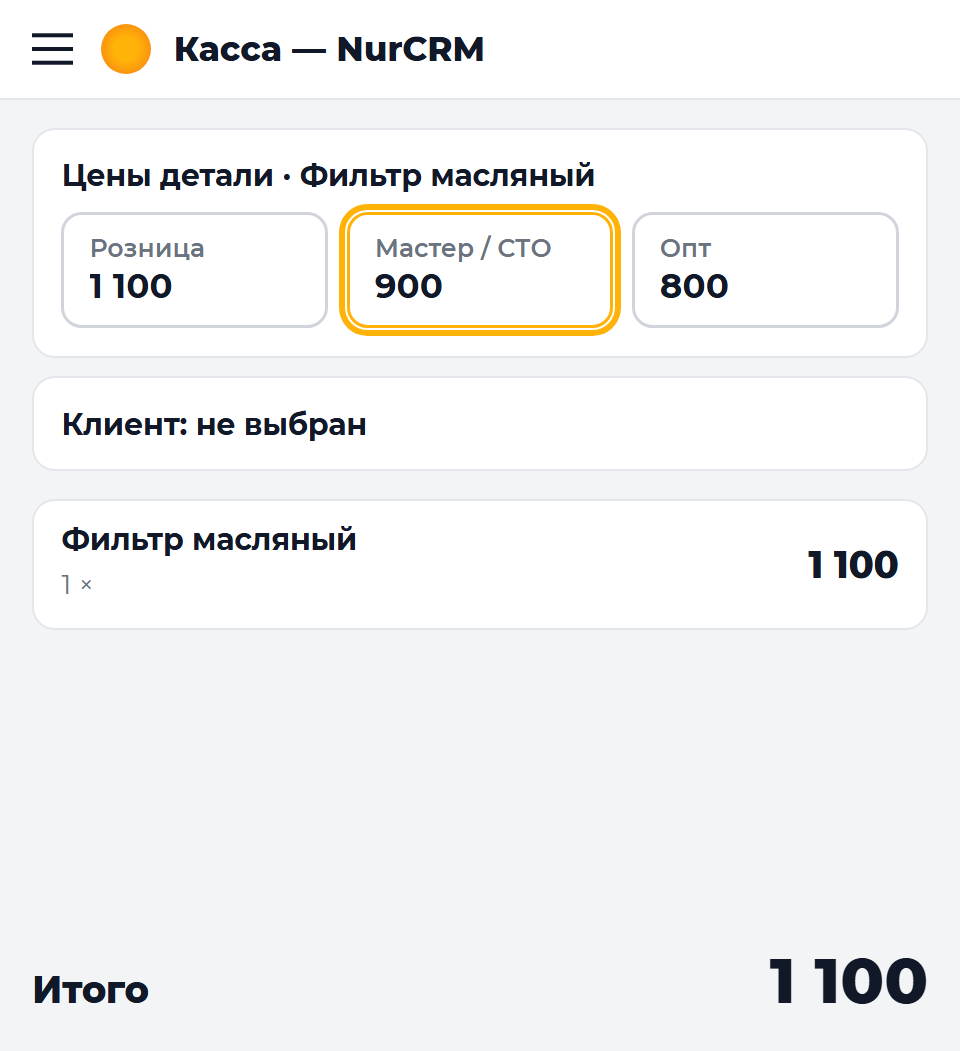 Касса — NurCRM
Цены детали · Фильтр масляный
Розница
1 100
Мастер / СТО
900
Опт
800
Клиент: не выбран
Фильтр масляный
1 ×
1 100
Итого
1 100